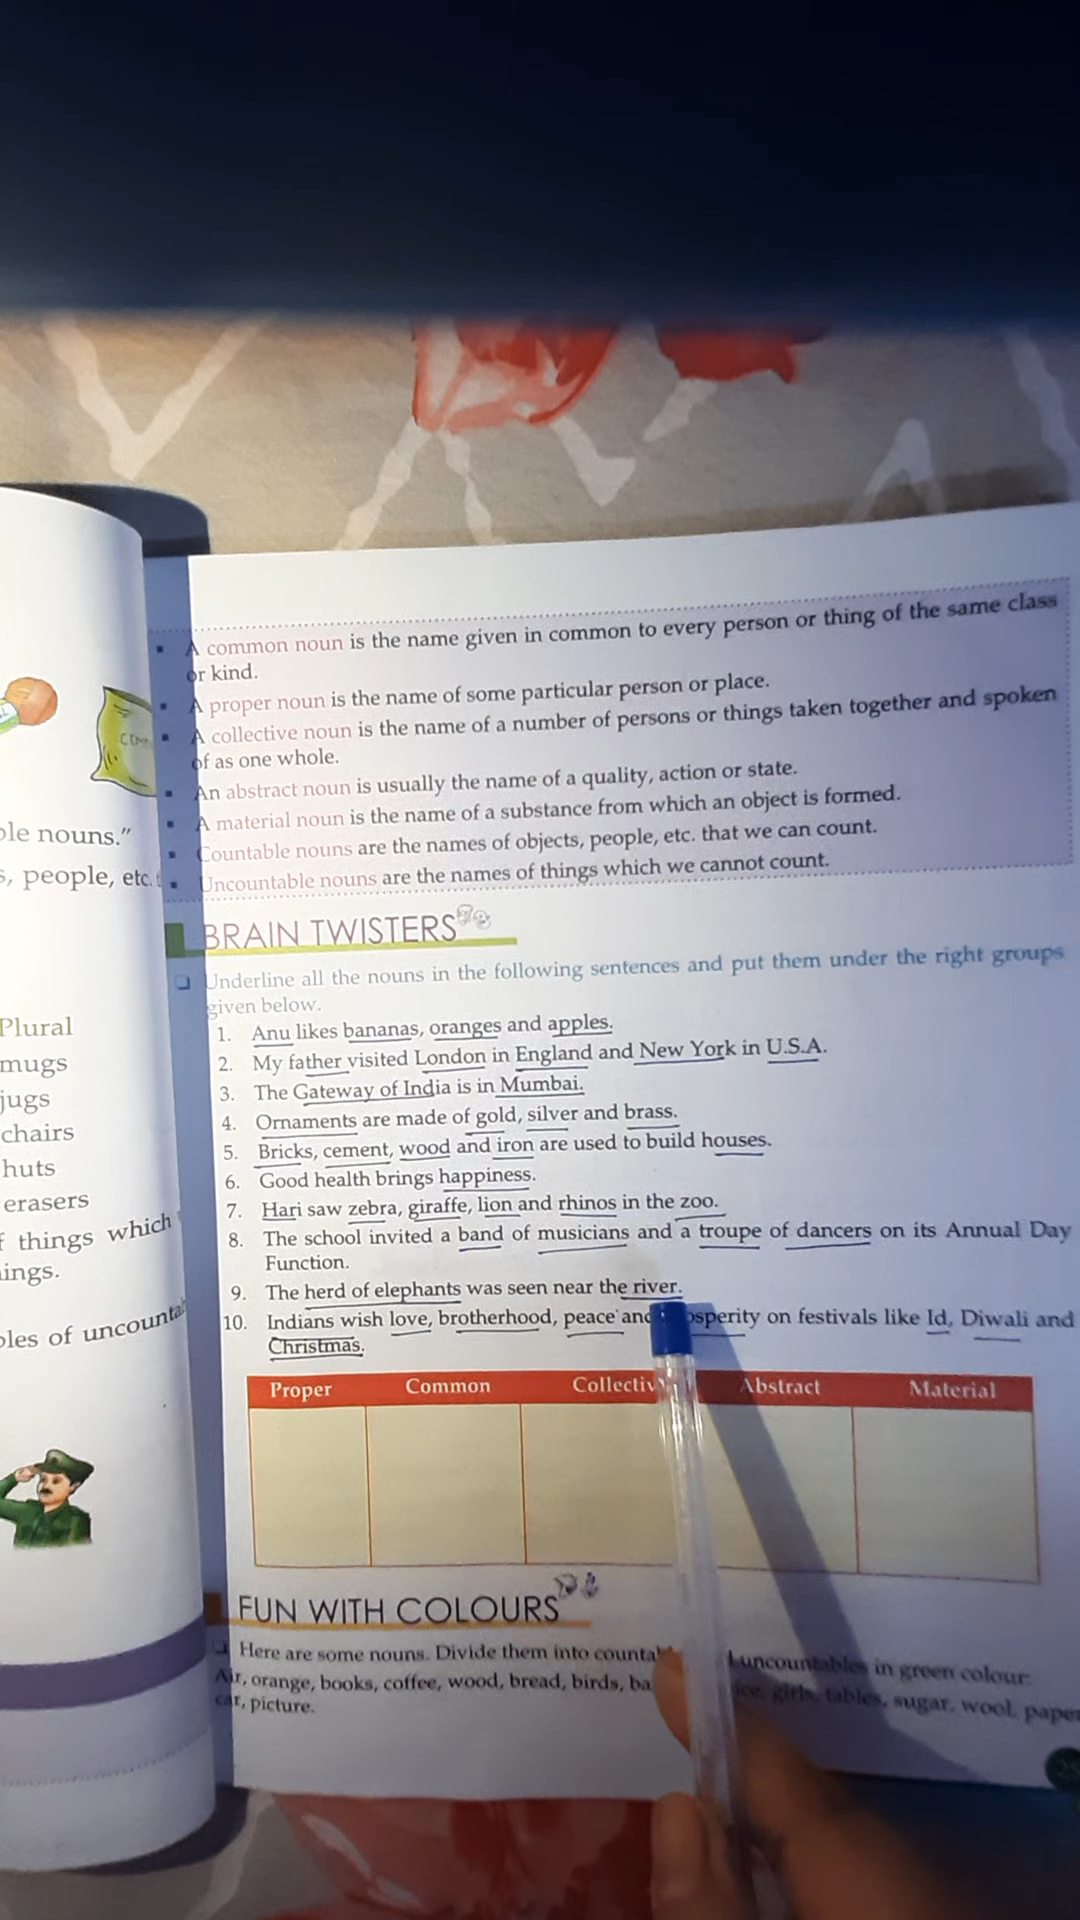 A common noun is the name given in common to every person or thing of the same class
or kind.
A proper noun is the name of some particular person or place.
A collective noun is the name of a number of persons or things taken together and spoken
of as one whole.
An abstract noun is usually the name of a quality, action or state.
A material noun is the name of a substance from which an object is formed.
Countable nouns are the names of objects, people, etc. that we can count.
Uncountable nouns are the names of things which we cannot count.
nouns."
people, etc.
Plural
mugs
jugs
chairs
huts
erasers
things which
ings.
of
BRAIN TWISTERS
Underline all the nouns in the following sentences and put them under the right groups
given below.
1. Anu likes bananas, oranges and apples.
2. My father visited London in England and New York in U.S.A.
3. The Gateway of India is in Mumbai.
4. Ornaments are made of gold, silver and brass.
5. Bricks, cement, wood and iron are used to build houses.
6. Good health brings happiness.
7. Hari saw zebra, giraffe, lion and rhinos in the zoo.
8. The school invited a band of musicians and a troupe of dancers on its Annual Day
Function.
9. The herd of elephants was seen near the river.
10. Indians wish love, brotherhood, peace on festivals like Id, Diwali and
Christmas.
Proper Common Collectiv Abstract Material
FUN WITH COLOURS
Here are some nouns. Divide them into uncountables in green colour:
Air, orange, books, coffee, wood, bread, birds, girls, tables, sugar, wool, paper
car, picture.